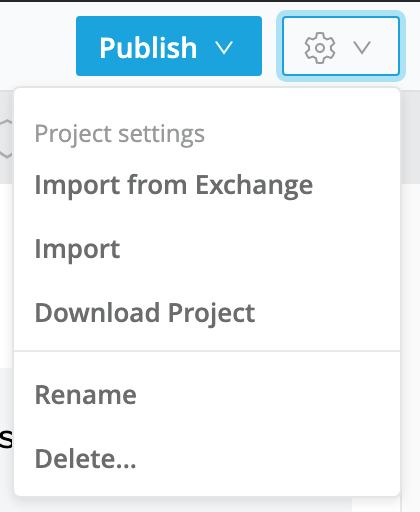 Publish
Project settings
Import from Exchange
Import
Download Project
Rename
s
Delete...